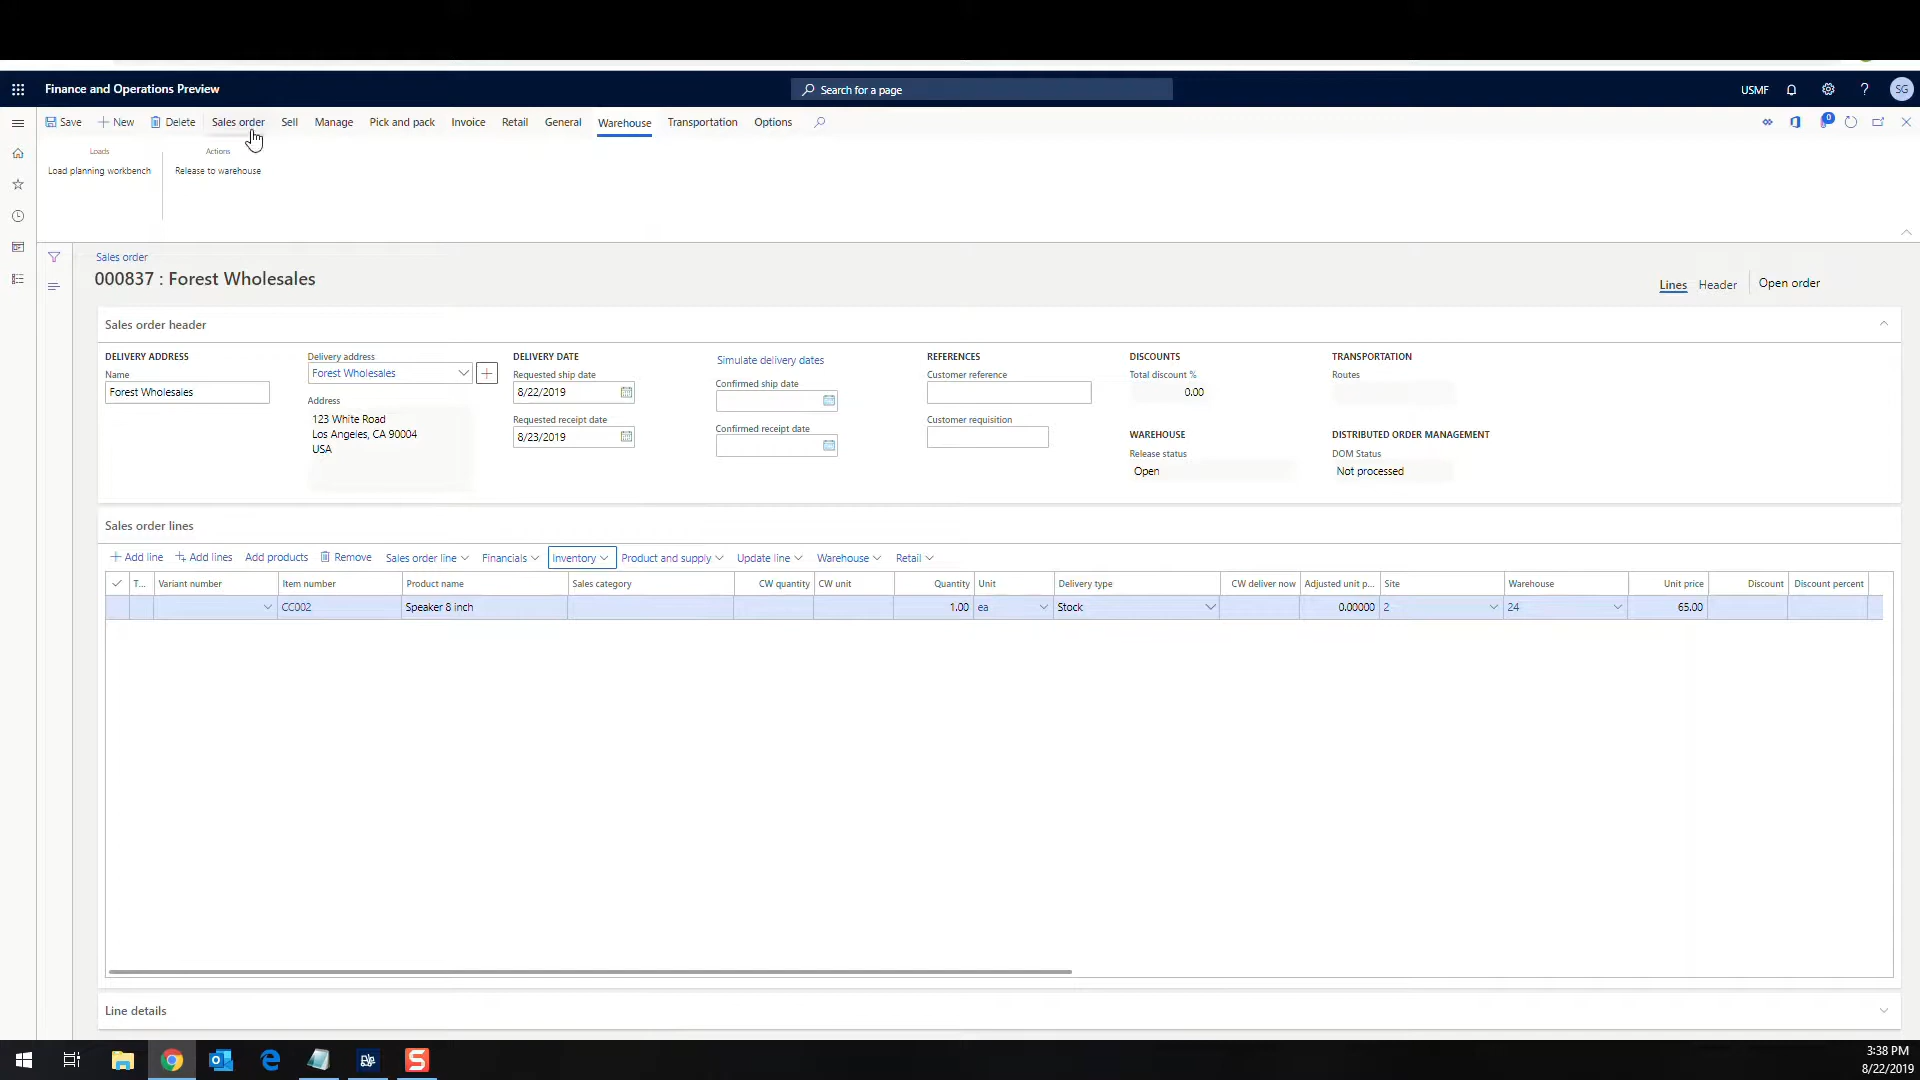 Finance and Operations Preview
Search for a page
USMF
?
SG
Save
New
Delete
Sales order
Sell
Manage
Pick and pack
Invoice
Retail
General
Warehouse
Transportation
Options
0
Loads
Actions
Load planning workbench
Release to warehouse
Sales order
000837 : Forest Wholesales
Lines
Header
Open order
Sales order header
DELIVERY ADDRESS
Name
Forest Wholesales
Delivery address
Forest Wholesales
Address
123 White Road
Los Angeles, CA 90004
USA
DELIVERY DATE
Requested ship date
8/22/2019
Requested receipt date
8/23/2019
Simulate delivery dates
Confirmed ship date
Confirmed receipt date
REFERENCES
Customer reference
Customer requisition
DISCOUNTS
Total discount %
0.00
WAREHOUSE
Release status
Open
TRANSPORTATION
Routes
DISTRIBUTED ORDER MANAGEMENT
DOM Status
Not processed
Sales order lines
Add line
Add lines
Add products
Remove
Sales order line
Financials
Inventory
Product and supply
Update line
Warehouse
Retail
T... Variant number Item number Product name Sales category CW quantity CW unit Quantity Unit Delivery type CW deliver now Adjusted unit p... Site Warehouse Unit price Discount Discount percent
CC002 Speaker 8 inch 1.00 ea Stock 0.00000 2 24 65.00
Line details
3:38 PM
8/22/2019